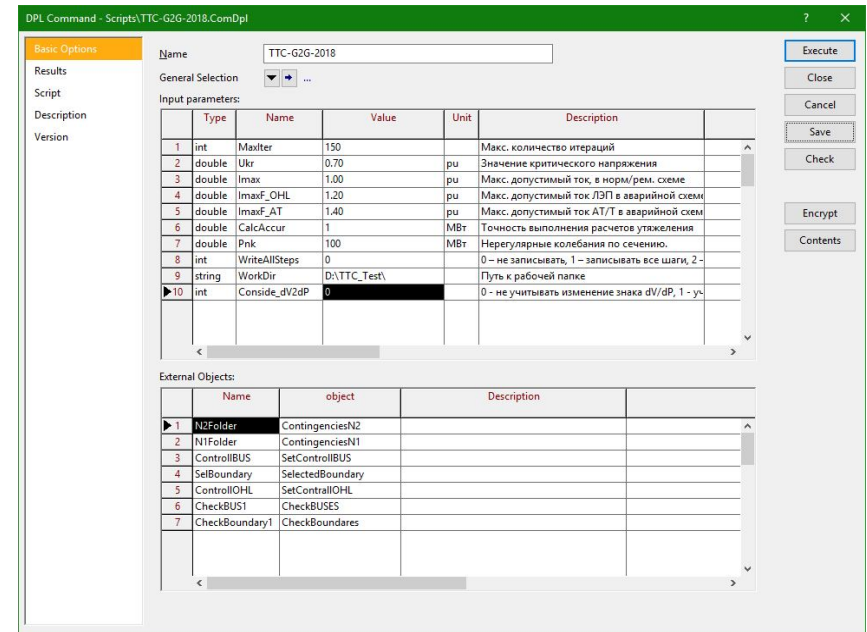 DPL Command - Scripts\TTC-G2G-2018.ComDpl ? ×
Basic Options
Results
Script
Description
Version
Name TTC-G2G-2018
General Selection ...
Input parameters:
Type Name Value Unit Description
1 int MaxIter 150 Макс. количество итераций
2 double Ukr 0.70 pu Значение критического напряжения
3 double Imax 1.00 pu Макс. допустимый ток, в норм/рем. схеме
4 double ImaxF_OHL 1.20 pu Макс. допустимый ток ЛЭП в аварийной схеме
5 double ImaxF_AT 1.40 pu Макс. допустимый ток АТ/Т в аварийной схем
6 double CalcAccur 1 МВт Точность выполнения расчетов утяжеления
7 double Pnk 100 МВт Нерегулярные колебания по сечению.
8 int WriteAllSteps 0 0 – не записывать, 1 – записывать все шаги, 2 -
9 string WorkDir D:\TTC_Test\ Путь к рабочей папке
10 int Conside_dV2dP 0 0 - не учитывать изменение знака dV/dP, 1 - уч
External Objects:
Name object Description
1 N2Folder ContingenciesN2
2 N1Folder ContingenciesN1
3 ControllBUS SetControllBUS
4 SelBoundary SelectedBoundary
5 ControllOHL SetContrallOHL
6 CheckBUS1 CheckBUSES
7 CheckBoundary1 CheckBoundares
Execute
Close
Cancel
Save
Check
Encrypt
Contents